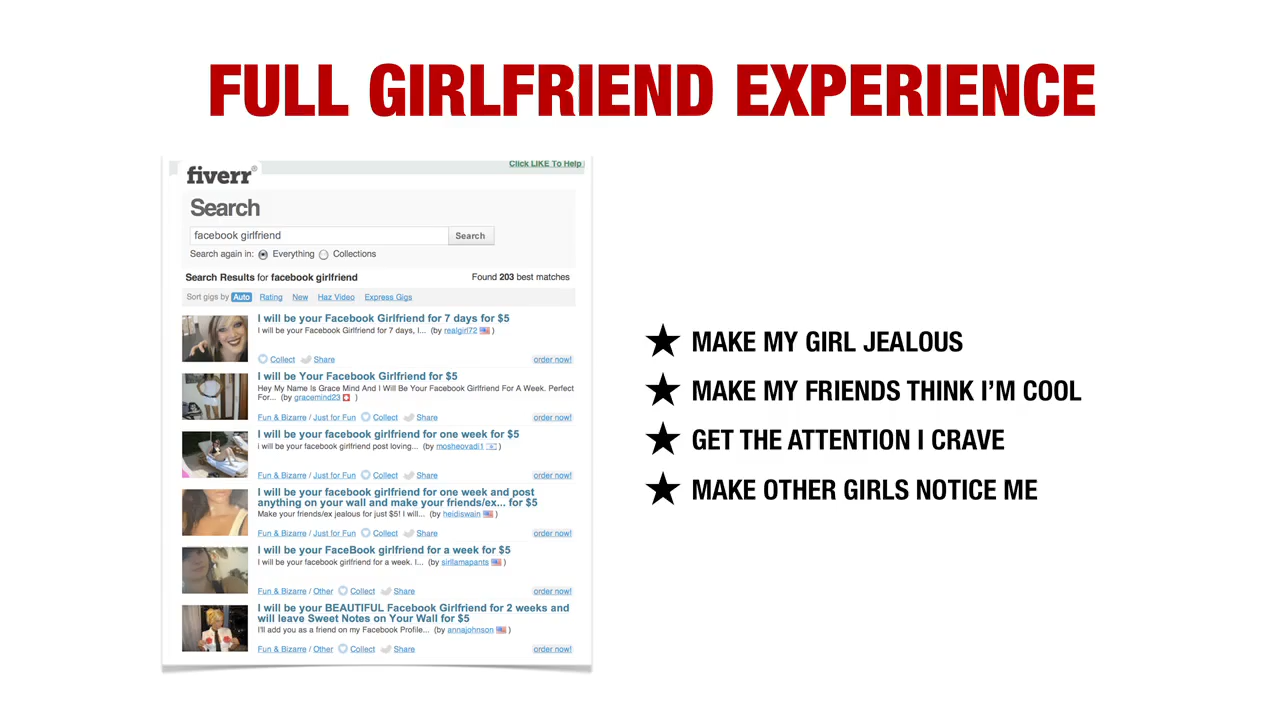 FULL GIRLFRIEND EXPERIENCE
Click LIKE To Help
fiverr®
Search
facebook girlfriend
Search
Search again in: Everything Collections
Search Results for facebook girlfriend
Found 203 best matches
Sort gigs by Auto Rating New Haz Video Express Gigs
I will be your Facebook Girlfriend for 7 days for $5
I will be your Facebook Girlfriend for 7 days, I... (by realgirl72 )
Collect Share order now!
I will be Your Facebook Girlfriend for $5
Hey My Name Is Grace Mind And I Will Be Your Facebook Girlfriend For A Week. Perfect
For... (by gracemind23 )
Fun & Bizarre / Just for Fun Collect Share order now!
I will be your facebook girlfriend for one week for $5
i will be your facebook girlfriend post loving... (by mosheovadi1 )
Fun & Bizarre / Just for Fun Collect Share order now!
I will be your facebook girlfriend for one week and post
anything on your wall and make your friends/ex... for $5
Make your friends/ex jealous for just $5! I will... (by heidiswain )
Fun & Bizarre / Just for Fun Collect Share order now!
I will be your FaceBook girlfriend for a week for $5
I will be your facebook girlfriend for a week. I... (by sirllamapants )
Fun & Bizarre / Other Collect Share order now!
I will be your BEAUTIFUL Facebook Girlfriend for 2 weeks and
will leave Sweet Notes on Your Wall for $5
I'll add you as a friend on my Facebook Profile... (by annajohnson )
Fun & Bizarre / Other Collect Share order now!
★ MAKE MY GIRL JEALOUS
★ MAKE MY FRIENDS THINK I'M COOL
★ GET THE ATTENTION I CRAVE
★ MAKE OTHER GIRLS NOTICE ME